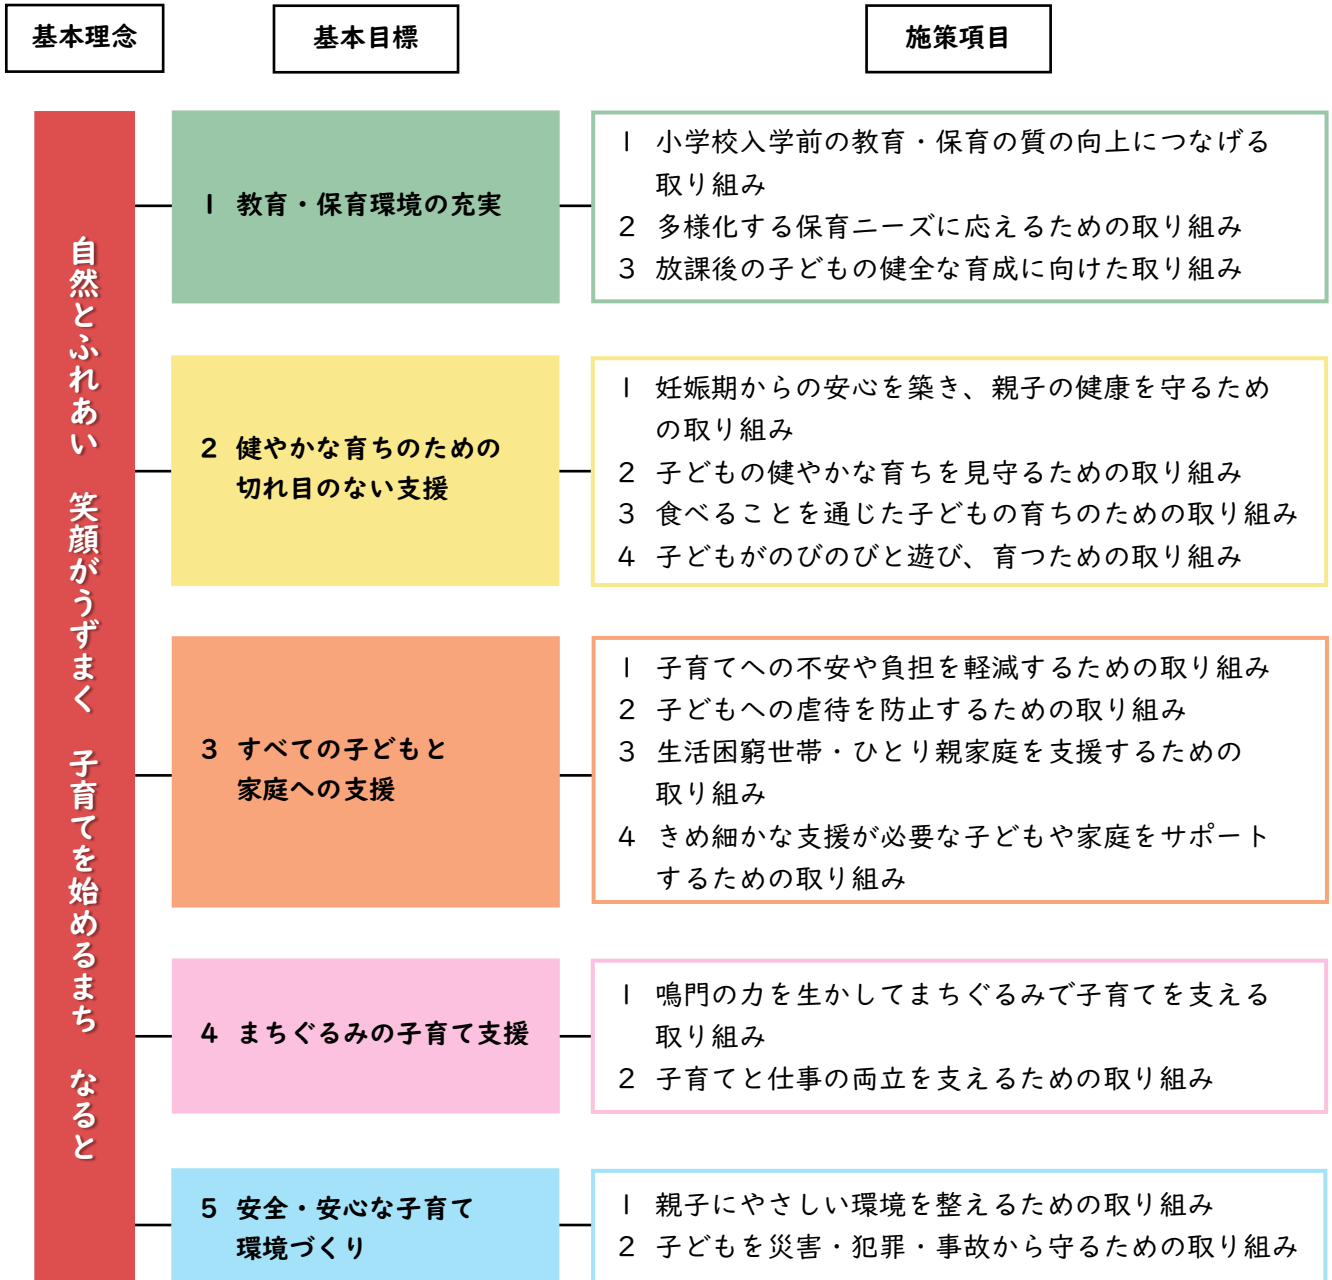 基本理念
基本目標
施策項目
自然とふれあい　笑顔がうずまく　子育てを始めるまち　なると
1 教育・保育環境の充実
1 小学校入学前の教育・保育の質の向上につなげる
取り組み
2 多様化する保育ニーズに応えるための取り組み
3 放課後の子どもの健全な育成に向けた取り組み
2 健やかな育ちのための
切れ目のない支援
1 妊娠期からの安心を築き、親子の健康を守るため
の取り組み
2 子どもの健やかな育ちを見守るための取り組み
3 食べることを通じた子どもの育ちのための取り組み
4 子どもがのびのびと遊び、育つための取り組み
3 すべての子どもと
家庭への支援
1 子育てへの不安や負担を軽減するための取り組み
2 子どもへの虐待を防止するための取り組み
3 生活困窮世帯・ひとり親家庭を支援するための
取り組み
4 きめ細かな支援が必要な子どもや家庭をサポート
するための取り組み
4 まちぐるみの子育て支援
1 鳴門の力を生かしてまちぐるみで子育てを支える
取り組み
2 子育てと仕事の両立を支えるための取り組み
5 安全・安心な子育て
環境づくり
1 親子にやさしい環境を整えるための取り組み
2 子どもを災害・犯罪・事故から守るための取り組み